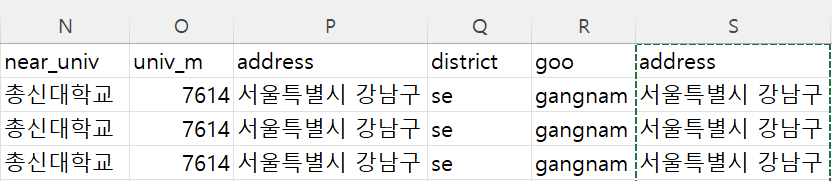 N O P Q R S
near_univ univ_m address district goo address
총신대학교 7614 서울특별시 강남구 se gangnam 서울특별시 강남구
총신대학교 7614 서울특별시 강남구 se gangnam 서울특별시 강남구
총신대학교 7614 서울특별시 강남구 se gangnam 서울특별시 강남구